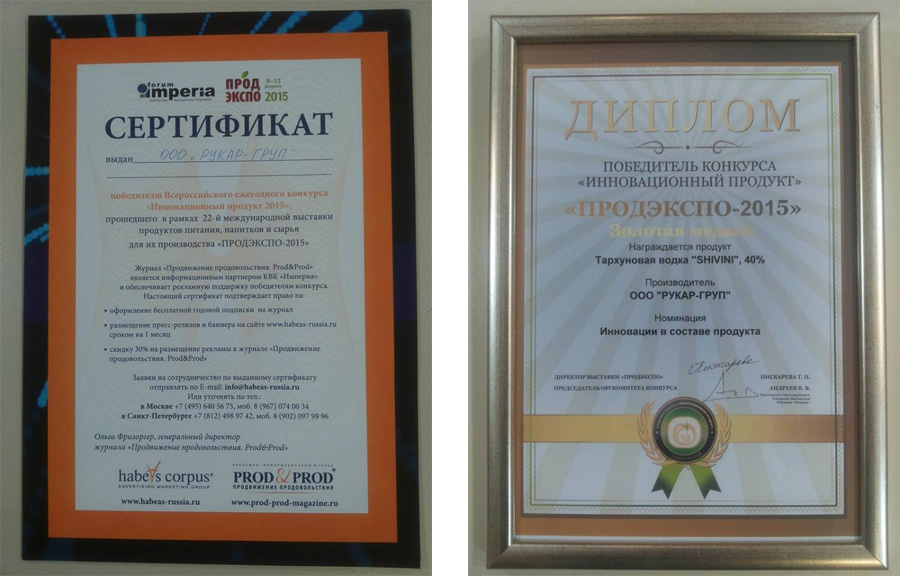 forum
imperia
ПРОД
ЭКСПО
9–13
февраля
2015
СЕРТИФИКАТ
выдан ООО „РУКАР-ГРУП"
победителю Всероссийского ежегодного конкурса
«Инновационный продукт 2015»,
прошедшего в рамках 22-й международной выставки
продуктов питания, напитков и сырья
для их производства «ПРОДЭКСПО-2015»
Журнал «Продвижение продовольствия. Prod&Prod»
является информационным партнером КВК «Империя»
и обеспечивает рекламную поддержку победителям конкурса.
Настоящий сертификат подтверждает право на:
• оформление бесплатной годовой подписки на журнал
• размещение пресс-релизов и баннера на сайте www.habeas-russia.ru
сроком на 1 месяц
• скидку 30% на размещение рекламы в журнале «Продвижение
продовольствия. Prod&Prod»
Заявки на сотрудничество по выданному сертификату
отправлять по E-mail: info@habeas-russia.ru
Или уточнять по тел.:
в Москве +7 (495) 640 56 75, моб. 8 (967) 074 00 34
в Санкт-Петербурге +7 (812) 498 97 42, моб. 8 (902) 097 99 96
Ольга Фризоргер, генеральный директор
журнала «Продвижение продовольствия. Prod&Prod»
habeas corpus®
ADVERTISING MARKETING GROUP
www.habeas-russia.ru
PROD & PROD®
ПРОДВИЖЕНИЕ ПРОДОВОЛЬСТВИЯ
www.prod-prod-magazine.ru
ДИПЛОМ
ПОБЕДИТЕЛЬ КОНКУРСА
«ИННОВАЦИОННЫЙ ПРОДУКТ»
«ПРОДЭКСПО-2015»
Золотая медаль
Награждается продукт
Тархуновая водка "SHIVINI", 40%
Производитель
ООО "РУКАР-ГРУП"
Номинация
Инновации в составе продукта
ДИРЕКТОР ВЫСТАВКИ «ПРОДЭКСПО» ПИСКАРЕВА Т. Н.
ПРЕДСЕДАТЕЛЬ ОРГКОМИТЕТА КОНКУРСА АНДРЕЕВ В. В.